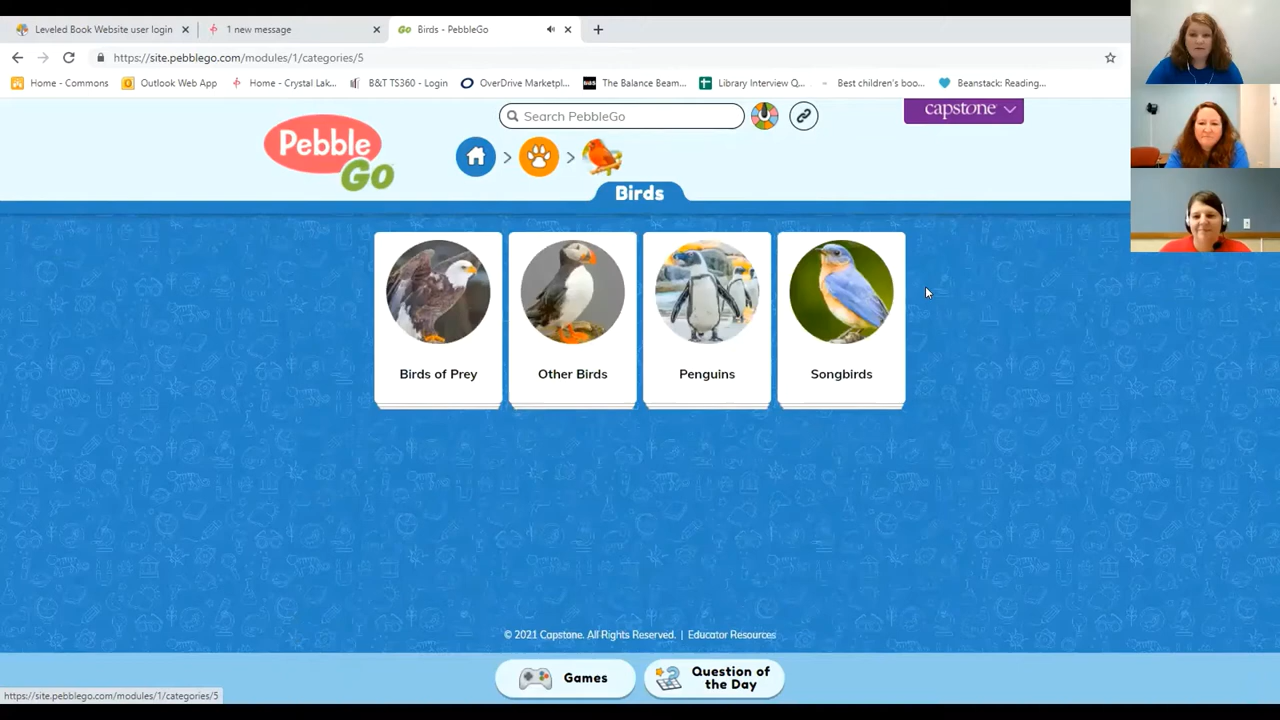 Leveled Book Website user login
1 new message
Go Birds - PebbleGo
https://site.pebblego.com/modules/1/categories/5
Home - Commons
Outlook Web App
Home - Crystal Lak...
B&T TS360 - Login
OverDrive Marketpl...
The Balance Beam...
Library Interview Q...
Best children's boo...
Beanstack: Reading...
Search PebbleGo
capstone
Pebble
Go
Birds
Birds of Prey
Other Birds
Penguins
Songbirds
© 2021 Capstone. All Rights Reserved. | Educator Resources
Games
Question of
the Day
https://site.pebblego.com/modules/1/categories/5